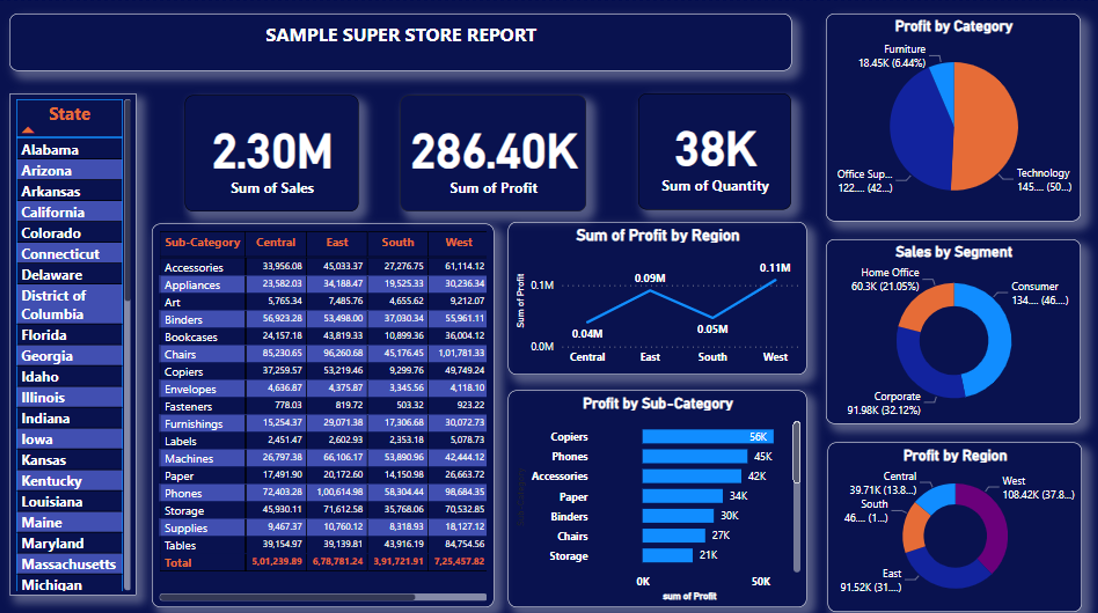 SAMPLE SUPER STORE REPORT
State
Alabama
Arizona
Arkansas
California
Colorado
Connecticut
Delaware
District of
Columbia
Florida
Georgia
Idaho
Illinois
Indiana
Iowa
Kansas
Kentucky
Louisiana
Maine
Maryland
Massachusetts
Michigan
2.30M
Sum of Sales
286.40K
Sum of Profit
38K
Sum of Quantity
Sub-Category Central East South West
Accessories 33,956.08 45,033.37 27,276.75 61,114.12
Appliances 23,582.03 34,188.47 19,525.33 30,236.34
Art 5,765.34 7,485.76 4,655.62 9,212.07
Binders 56,923.28 53,498.00 37,030.34 55,961.11
Bookcases 24,157.18 43,819.33 10,899.36 36,004.12
Chairs 85,230.65 96,260.68 45,176.45 1,01,781.33
Copiers 37,259.57 53,219.46 9,299.76 49,749.24
Envelopes 4,636.87 4,375.87 3,345.56 4,118.10
Fasteners 778.03 819.72 503.32 923.22
Furnishings 15,254.37 29,071.38 17,306.68 30,072.73
Labels 2,451.47 2,602.93 2,353.18 5,078.73
Machines 26,797.38 66,106.17 53,890.96 42,444.12
Paper 17,491.90 20,172.60 14,150.98 26,663.72
Phones 72,403.28 1,00,614.98 58,304.44 98,684.35
Storage 45,930.11 71,612.58 35,768.06 70,532.85
Supplies 9,467.37 10,760.12 8,318.93 18,127.12
Tables 39,154.97 39,139.81 43,916.19 84,754.56
Total 5,01,239.89 6,78,781.24 3,91,721.91 7,25,457.82
Sum of Profit by Region
Sum of Profit
0.1M
0.0M
0.04M
0.09M
0.05M
0.11M
Central East South West
Profit by Sub-Category
Copiers 56K
Phones 45K
Accessories 42K
Paper 34K
Binders 30K
Chairs 27K
Storage 21K
0K 50K
sum of Profit
Profit by Category
Furniture
18.45K (6.44%)
Office Sup...
122.... (42...)
Technology
145.... (50...)
Sales by Segment
Home Office
60.3K (21.05%)
Consumer
134.... (46....)
Corporate
91.98K (32.12%)
Profit by Region
Central
39.71K (13.8...)
South
46.... (1...)
West
108.42K (37.8...)
East
91.52K (31....)